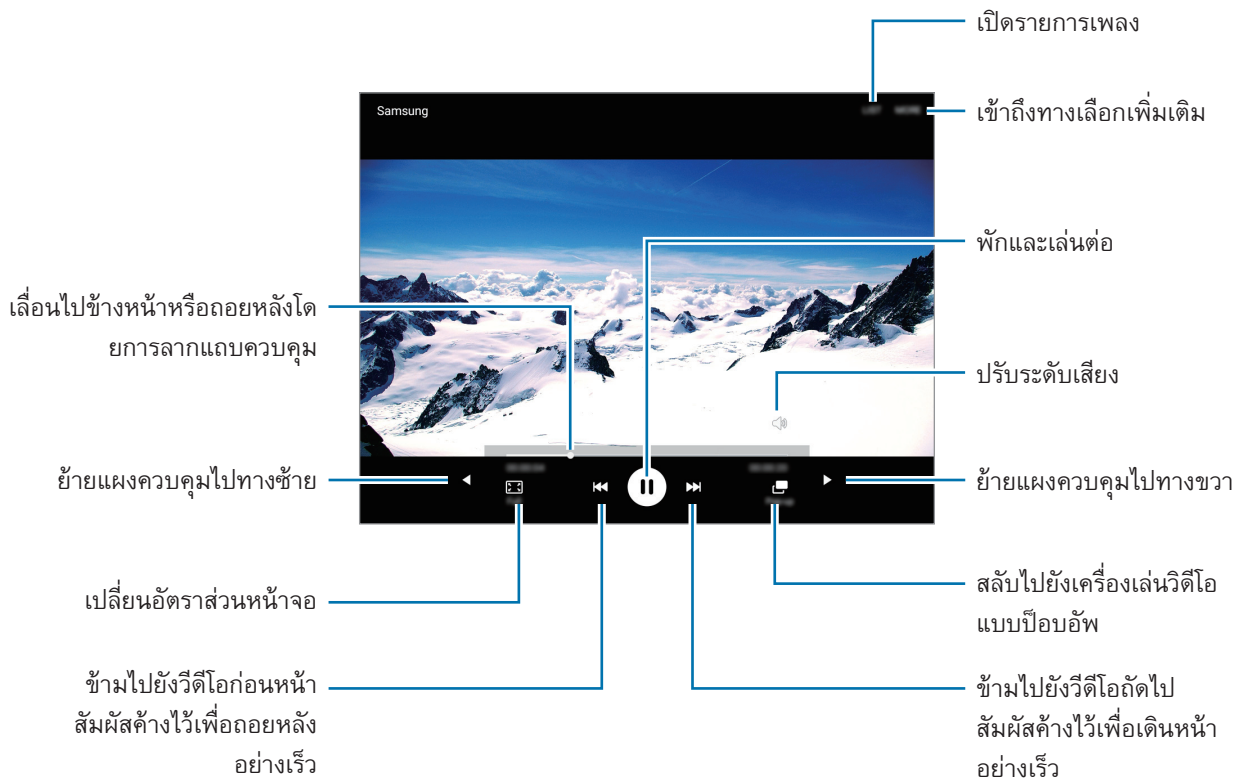 เปิดรายการเพลง
Samsung
เข้าถึงทางเลือกเพิ่มเติม
พักและเล่นต่อ
เลื่อนไปข้างหน้าหรือถอยหลังโด
ยการลากแถบควบคุม
ปรับระดับเสียง
ย้ายแผงควบคุมไปทางซ้าย
ย้ายแผงควบคุมไปทางขวา
เปลี่ยนอัตราส่วนหน้าจอ
สลับไปยังเครื่องเล่นวิดีโอ
แบบป็อบอัพ
ข้ามไปยังวีดีโอก่อนหน้า
สัมผัสค้างไว้เพื่อถอยหลัง
อย่างเร็ว
ข้ามไปยังวีดีโอถัดไป
สัมผัสค้างไว้เพื่อเดินหน้า
อย่างเร็ว